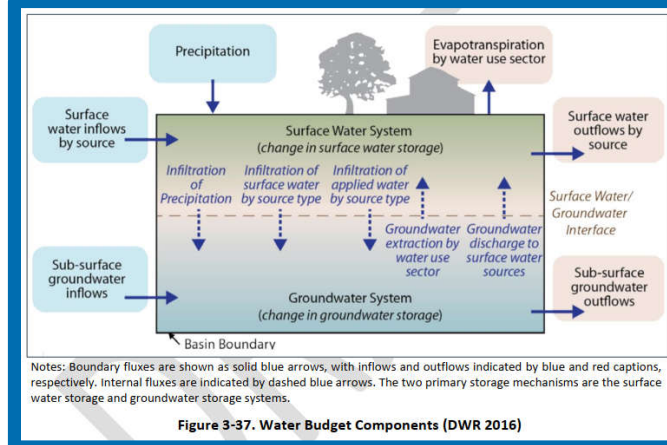 Precipitation
Evapotranspiration
by water use sector
Surface
water inflows
by source
Surface Water System
(change in surface water storage)
Surface water
outflows by
source
Infiltration
of
Precipitation
Infiltration of
surface water
by source type
Infiltration of
applied water
by source type
Surface Water/
Groundwater
Interface
Groundwater
extraction by
water use
sector
Groundwater
discharge to
surface water
sources
Sub-surface
groundwater
inflows
Groundwater System
(change in groundwater storage)
Sub-surface
groundwater
outflows
Basin Boundary
Notes: Boundary fluxes are shown as solid blue arrows, with inflows and outflows indicated by blue and red captions,
respectively. Internal fluxes are indicated by dashed blue arrows. The two primary storage mechanisms are the surface
water storage and groundwater storage systems.
Figure 3-37. Water Budget Components (DWR 2016)